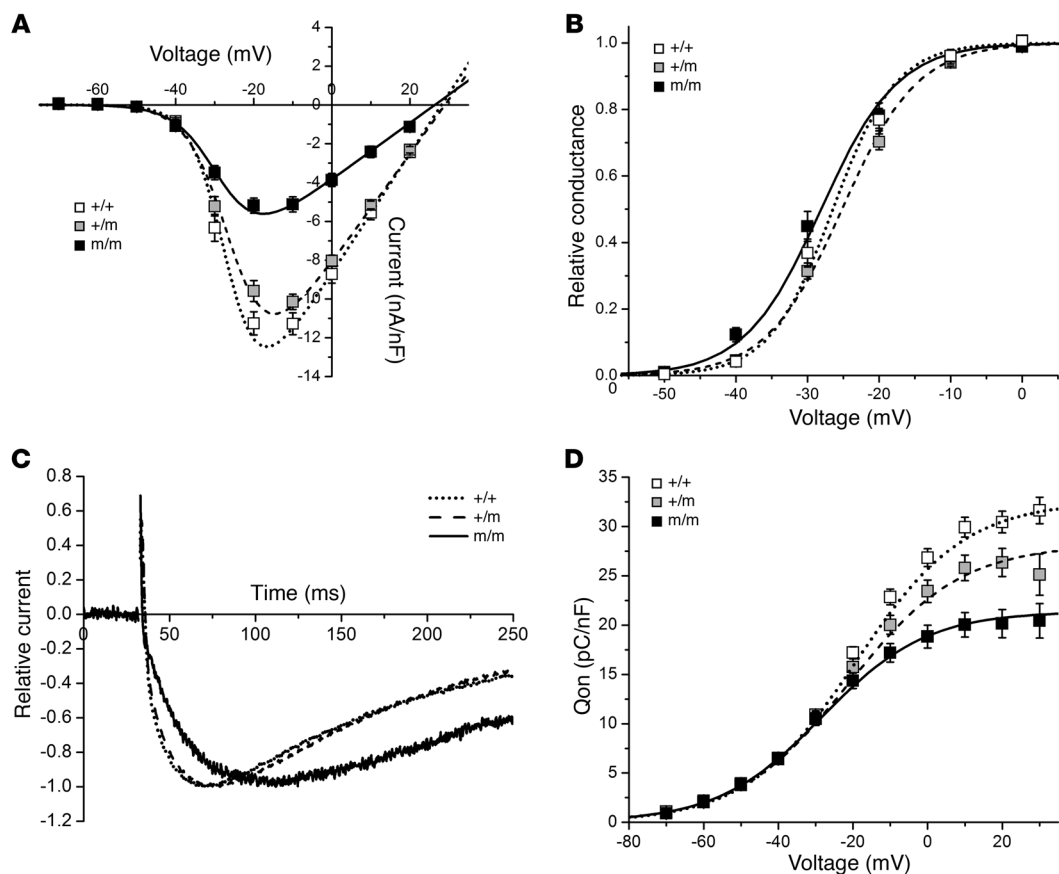 A
Voltage (mV)
-60 -40 -20 20
4
2
0
-2
-4
-6
-8
-10
-12
-14
Current (nA/nF)
+/+
+/m
m/m
B
1.0
0.8
0.6
0.4
0.2
0.0
Relative conductance
+/+
+/m
m/m
-50 -40 -30 -20 -10 0
Voltage (mV)
C
0.8
0.6
0.4
0.2
0.0
-0.2
-0.4
-0.6
-0.8
-1.0
-1.2
Relative current
+/+
+/m
m/m
Time (ms)
0 50 100 150 200 250
D
35
30
25
20
15
10
5
0
Qon (pC/nF)
+/+
+/m
m/m
-80 -60 -40 -20 0 20
Voltage (mV)